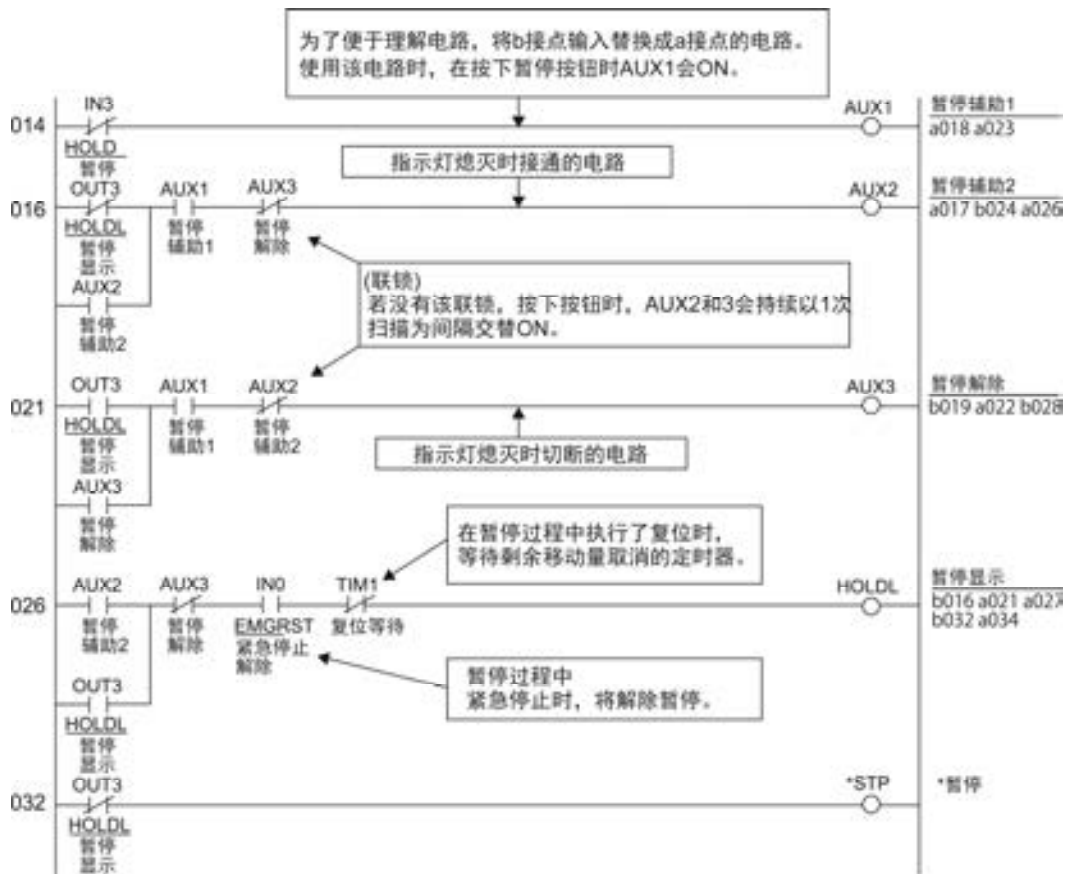 为了便于理解电路，将b接点输入替换成a接点的电路。
使用该电路时，在按下暂停按钮时AUX1会ON。
014
IN3
HOLD
暂停
AUX1
暂停辅助1
a018 a023
指示灯熄灭时接通的电路
016
OUT3
HOLDL
暂停
显示
AUX1
暂停
辅助1
AUX3
暂停
解除
AUX2
暂停辅助2
a017 b024 a026
AUX2
暂停
辅助2
(联锁)
若没有该联锁，按下按钮时，AUX2和3会持续以1次
扫描为间隔交替ON。
021
OUT3
HOLDL
暂停
显示
AUX1
暂停
辅助1
AUX2
暂停
辅助2
AUX3
暂停解除
b019 a022 b028
指示灯熄灭时切断的电路
AUX3
暂停
解除
在暂停过程中执行了复位时，
等待剩余移动量取消的定时器。
026
AUX2
暂停
辅助2
AUX3
暂停
解除
IN0
EMGRST
紧急停止
解除
TIM1
复位等待
HOLDL
暂停显示
b016 a021 a027
b032 a034
暂停过程中
紧急停止时，将解除暂停。
OUT3
HOLDL
暂停
显示
032
OUT3
HOLDL
暂停
显示
*STP
*暂停